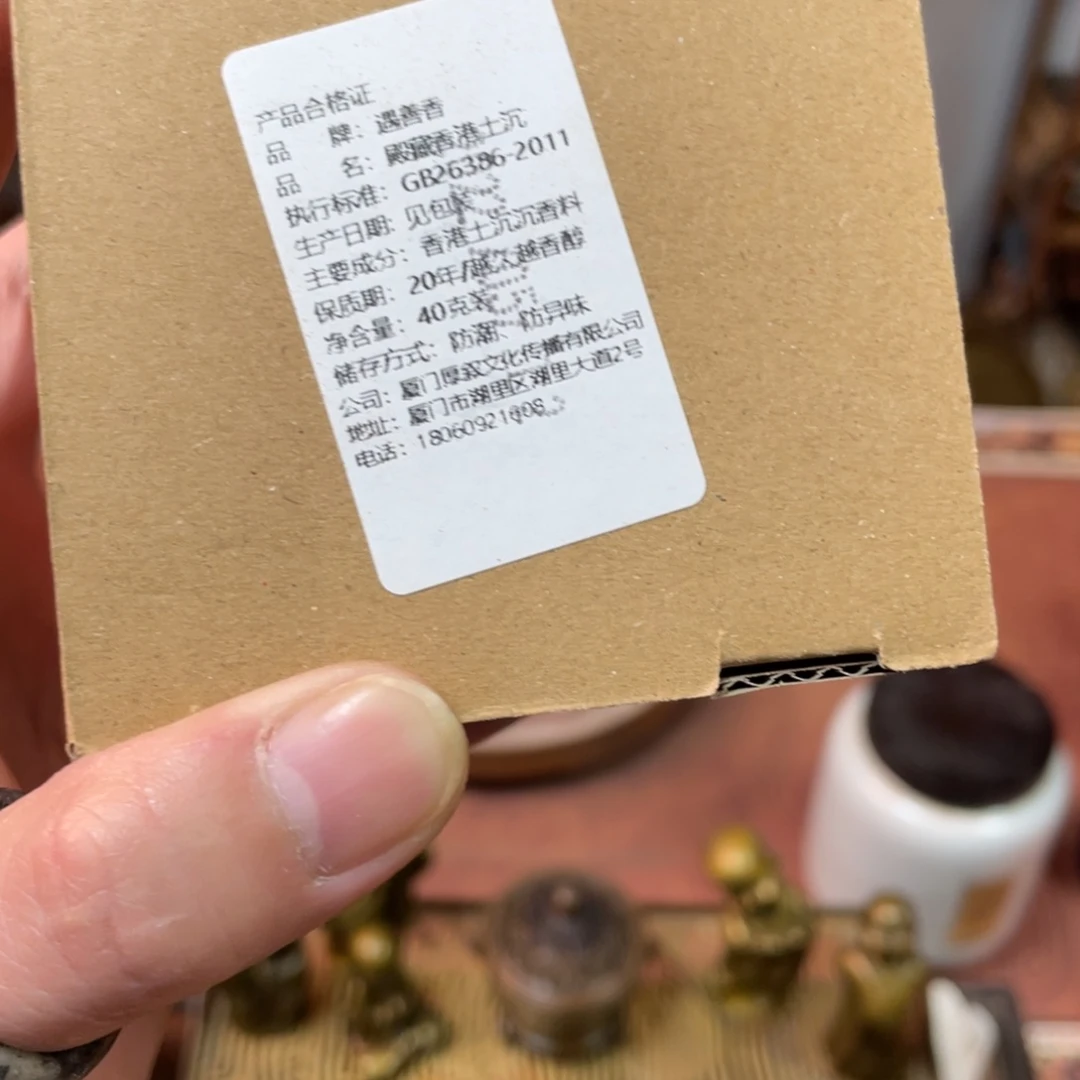 产品合格证
品 牌：遇善香
品 名：殿藏香港土沉
执行标准：GB26386-2011
生产日期：见包装
主要成分：香港土沉沉香料
保质期：20年/越久越香醇
净含量：40克装
储存方式：防潮、防异味
公司：厦门厚叙文化传播有限公司
地址：厦门市湖里区湖里大道2号
电话：18060921608